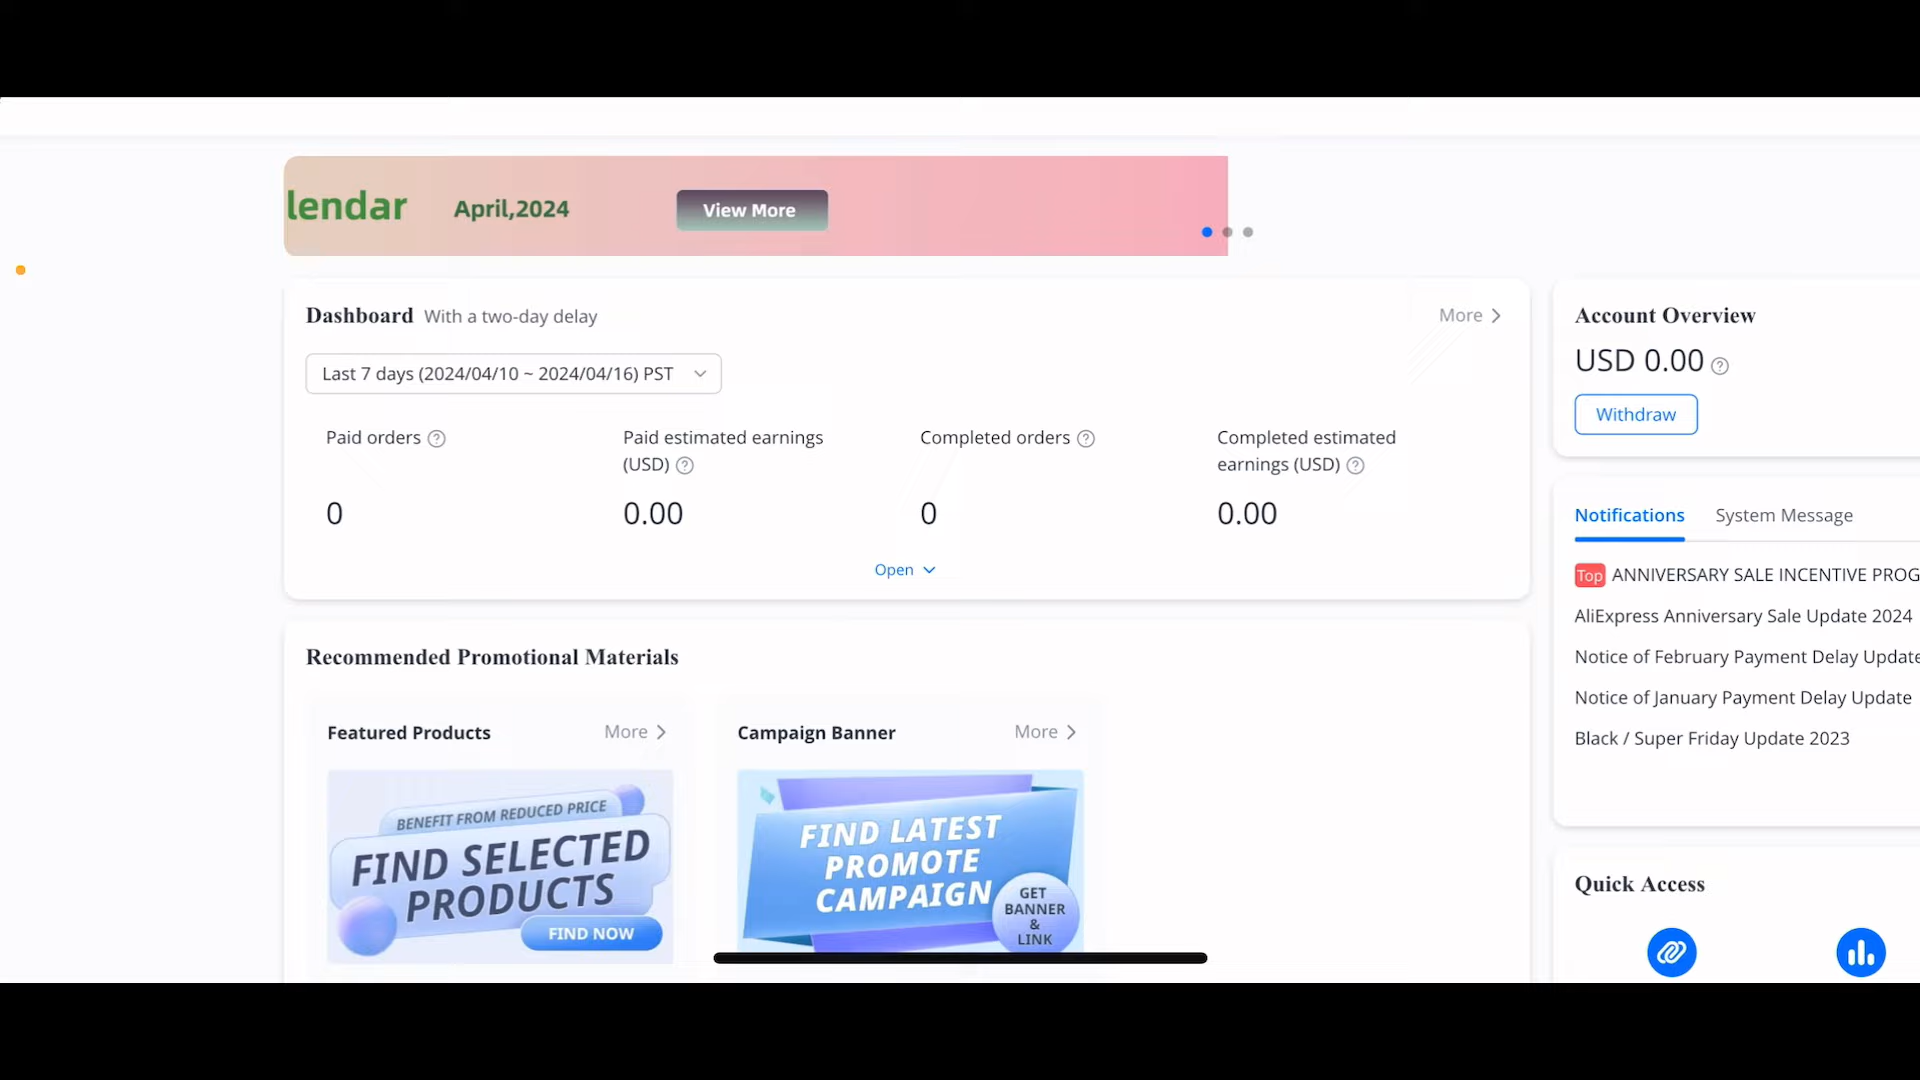 lendar
April,2024
View More
Dashboard With a two-day delay
More
Last 7 days (2024/04/10 ~ 2024/04/16) PST
Paid orders
0
Paid estimated earnings
(USD)
0.00
Completed orders
0
Completed estimated
earnings (USD)
0.00
Open
Account Overview
USD 0.00
Withdraw
Notifications
System Message
Top ANNIVERSARY SALE INCENTIVE PROG
AliExpress Anniversary Sale Update 2024
Notice of February Payment Delay Update
Notice of January Payment Delay Update
Black / Super Friday Update 2023
Recommended Promotional Materials
Featured Products
More
BENEFIT FROM REDUCED PRICE
FIND SELECTED
PRODUCTS
FIND NOW
Campaign Banner
More
FIND LATEST
PROMOTE
CAMPAIGN
GET
BANNER
&
LINK
Quick Access